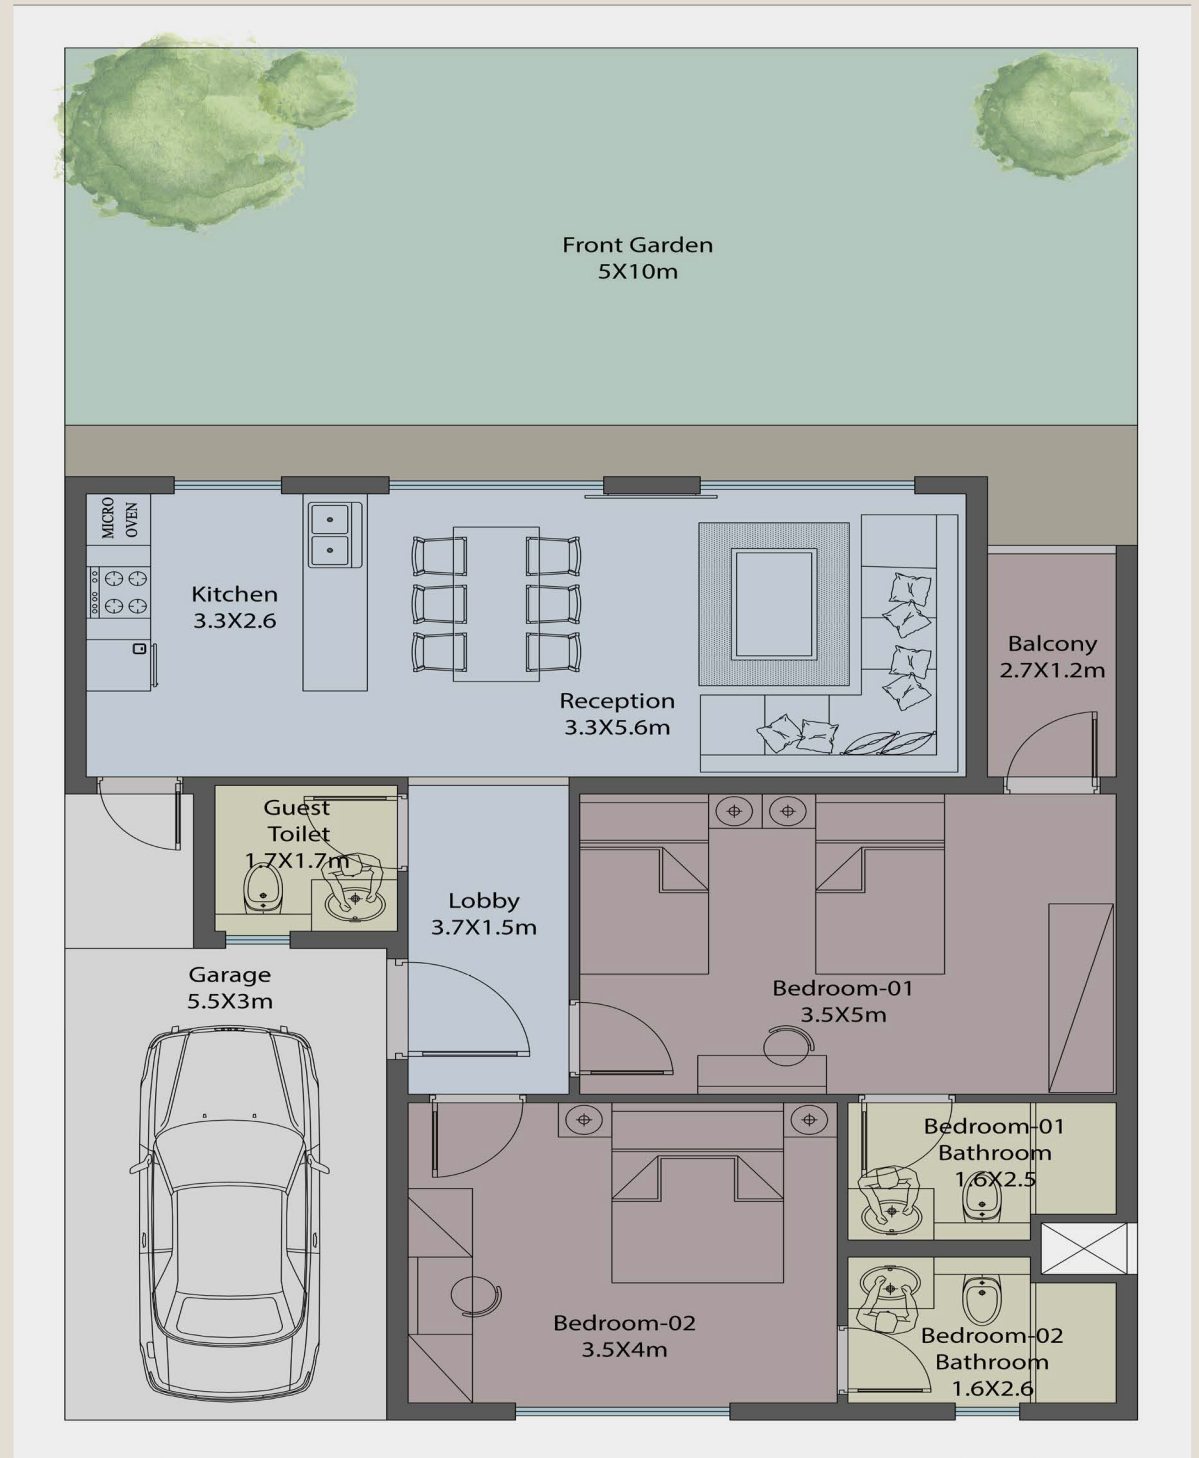 Front Garden
5X10m
MICRO
OVEN
Kitchen
3.3X2.6
Reception
3.3X5.6m
Balcony
2.7X1.2m
Guest
Toilet
1.7X1.7m
Lobby
3.7X1.5m
Garage
5.5X3m
Bedroom-01
3.5X5m
Bedroom-01
Bathroom
1.6X2.5
Bedroom-02
3.5X4m
Bedroom-02
Bathroom
1.6X2.6